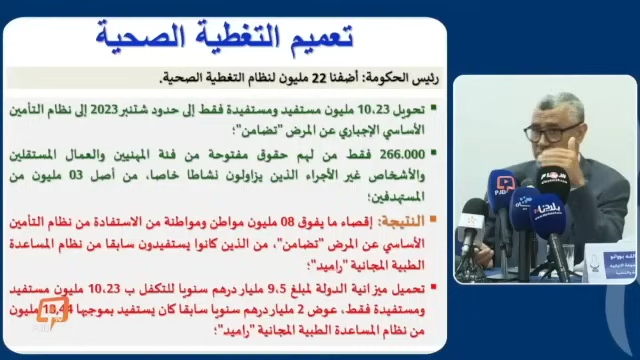 تعميم التغطية الصحية
رئيس الحكومة: أضفنا 22 مليون لنظام التغطية الصحية.
▪ تحويل 10,23 مليون مستفيد ومستفيدة فقط إلى حدود شتنبر 2023 إلى نظام التأمين
الأساسي الإجباري عن المرض "تضامن"؛
▪ 266.000 فقط من لهم حقوق مفتوحة من فئة المهنيين والعمال المستقلين
والأشخاص غير الأجراء الذين يزاولون نشاطا خاصا، من أصل 03 مليون من
المستهدفين؛
▪ النتيجة: إقصاء ما يفوق 08 مليون مواطن ومواطنة من الاستفادة من نظام التأمين
الأساسي عن المرض "تضامن"، من الذين كانوا يستفيدون سابقا من نظام المساعدة
الطبية المجانية "راميد"؛
▪ تحميل ميزانية الدولة لمبلغ 9,5 مليار درهم سنويا للتكفل ب 10,23 مليون مستفيد
ومستفيدة فقط، عوض 2 مليار درهم سنويا سابقا كان يستفيد بموجبها 18,44 مليون
من نظام المساعدة الطبية المجانية "راميد"؛
PJD